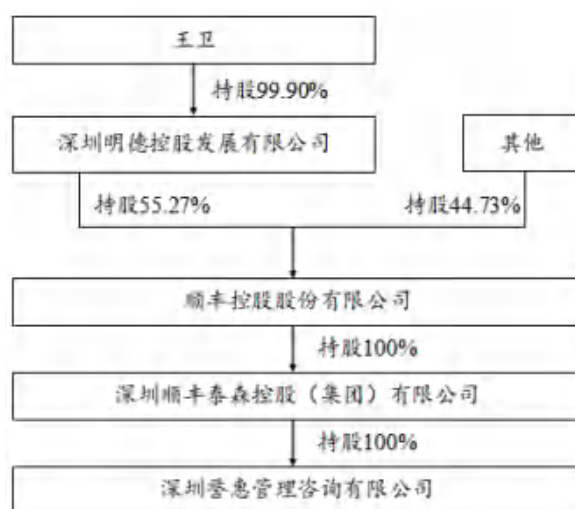 王卫
持股99.90%
深圳明德控股发展有限公司
其他
持股55.27%
持股44.73%
顺丰控股股份有限公司
持股100%
深圳顺丰泰森控股（集团）有限公司
持股100%
深圳誉惠管理咨询有限公司